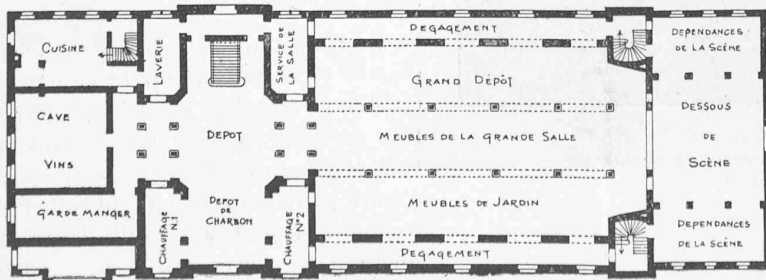 CUISINE
LAVERIE
SERVICE DE
LA SALLE
DEGAGEMENT
DEPENDANCES
DE LA SCÈNE
GRAND DÉPÔT
CAVE
VINS
DEPOT
MEUBLES DE LA GRANDE SALLE
DESSOUS
DE
SCÈNE
GARDE MANGER
CHAUFFAGE
N.1
DEPOT
DE
CHARBON
CHAUFFAGE
N°2
MEUBLES DE JARDIN
DEGAGEMENT
DEPENDANCES
DE LA SCÈNE